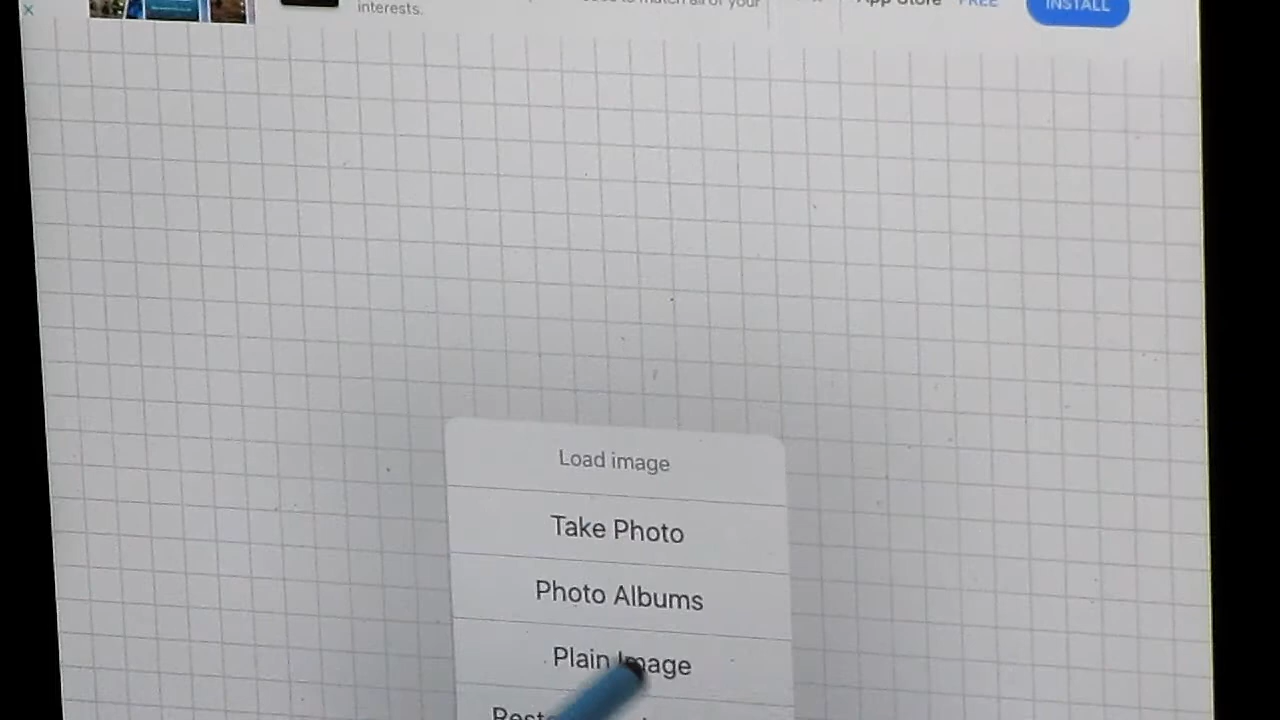 interests.
App Store FREE
INSTALL
Load image
Take Photo
Photo Albums
Plain Image